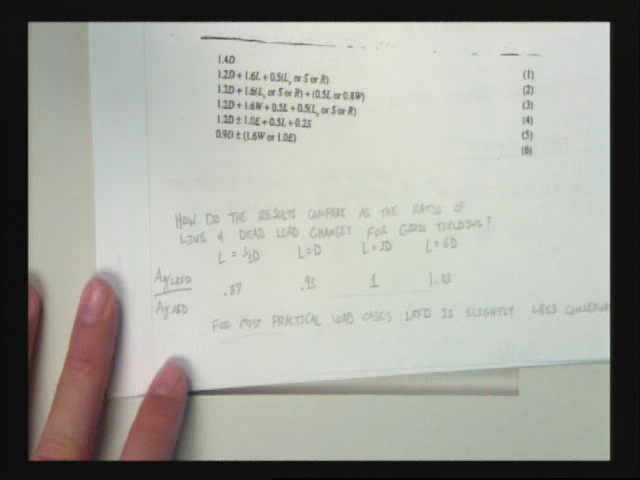 1.4D
(1)
1.2D + 1.6L + 0.5(Lr or S or R)
(2)
1.2D + 1.6(Lr or S or R) + (0.5L or 0.8W)
(3)
1.2D + 1.6W + 0.5L + 0.5(Lr or S or R)
(4)
1.2D ± 1.0E + 0.5L + 0.2S
(5)
0.9D ± (1.6W or 1.0E)
(6)
HOW DO THE RESULTS COMPARE AS THE RATIO OF
LIVE & DEAD LOAD CHANGES FOR GROSS YIELDING?
L = 1/2D L = D L = 3D L = 6D
Ag LRFD
Ag ASD
.87 .95 1 1.03
FOR MOST PRACTICAL LOAD CASES LRFD IS SLIGHTLY LESS